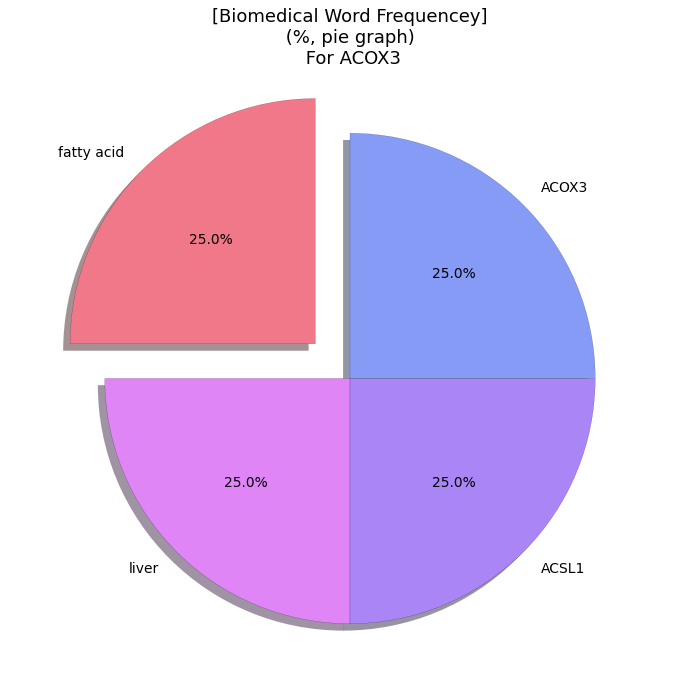 [Biomedical Word Frequencey]
(%, pie graph)
For ACOX3
fatty acid
25.0%
ACOX3
25.0%
liver
25.0%
ACSL1
25.0%